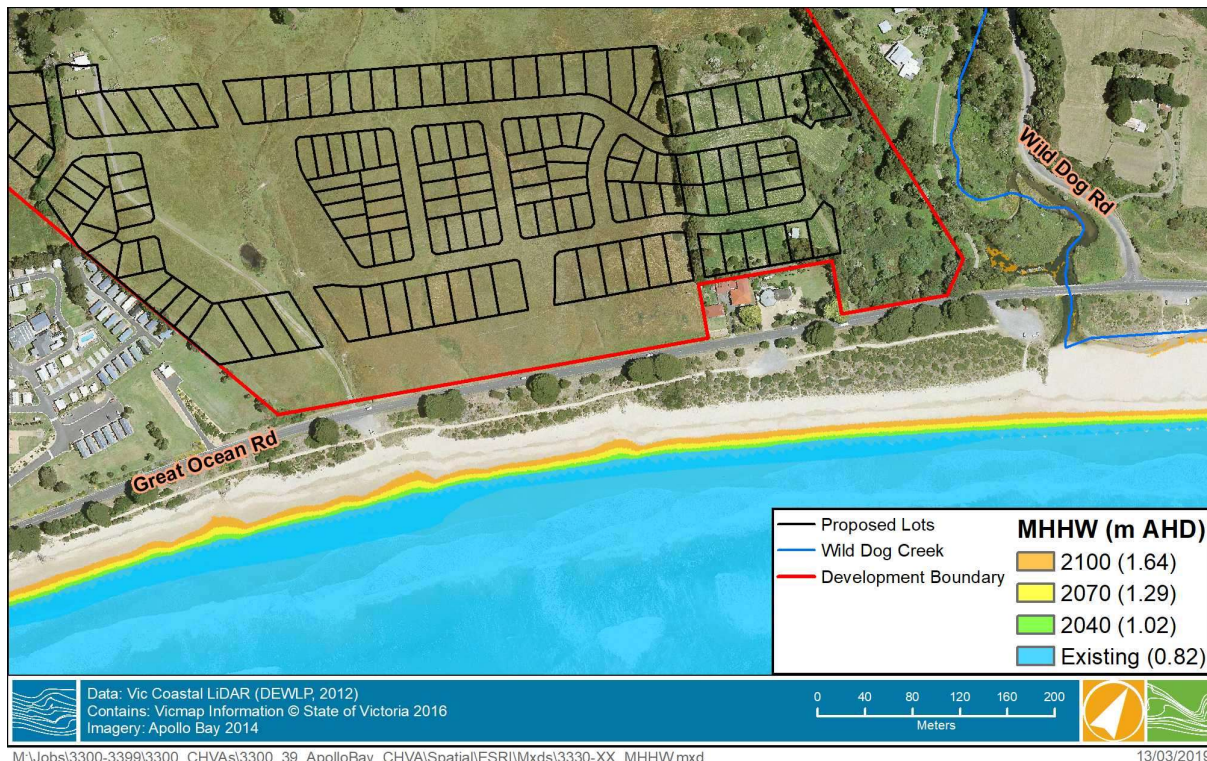 Wild Dog Rd
Great Ocean Rd
Proposed Lots
Wild Dog Creek
Development Boundary
MHHW (m AHD)
2100 (1.64)
2070 (1.29)
2040 (1.02)
Existing (0.82)
Data: Vic Coastal LiDAR (DEWLP, 2012)
Contains: Vicmap Information © State of Victoria 2016
Imagery: Apollo Bay 2014
0 40 80 120 160 200
Meters
M:\Jobs\3300-3399\3300_CHVAs\3300_39_ApolloBay_CHVA\Spatial\ESRI\Mxds\3330-XX_MHHW.mxd
13/03/2019